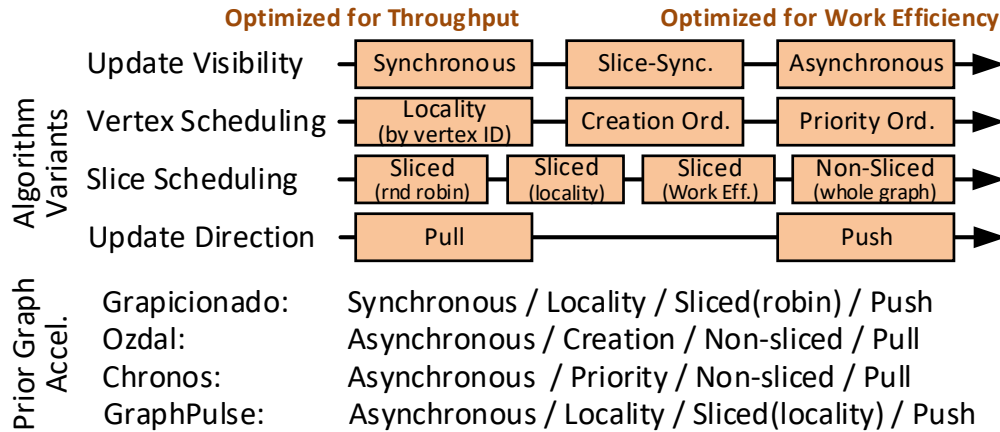 Optimized for Throughput Optimized for Work Efficiency
Algorithm Variants
Update Visibility Synchronous Slice-Sync. Asynchronous
Vertex Scheduling Locality (by vertex ID) Creation Ord. Priority Ord.
Slice Scheduling Sliced (rnd robin) Sliced (locality) Sliced (Work Eff.) Non-Sliced (whole graph)
Update Direction Pull Push
Prior Graph Accel.
Grapicionado: Synchronous / Locality / Sliced(robin) / Push
Ozdal: Asynchronous / Creation / Non-sliced / Pull
Chronos: Asynchronous / Priority / Non-sliced / Pull
GraphPulse: Asynchronous / Locality / Sliced(locality) / Push